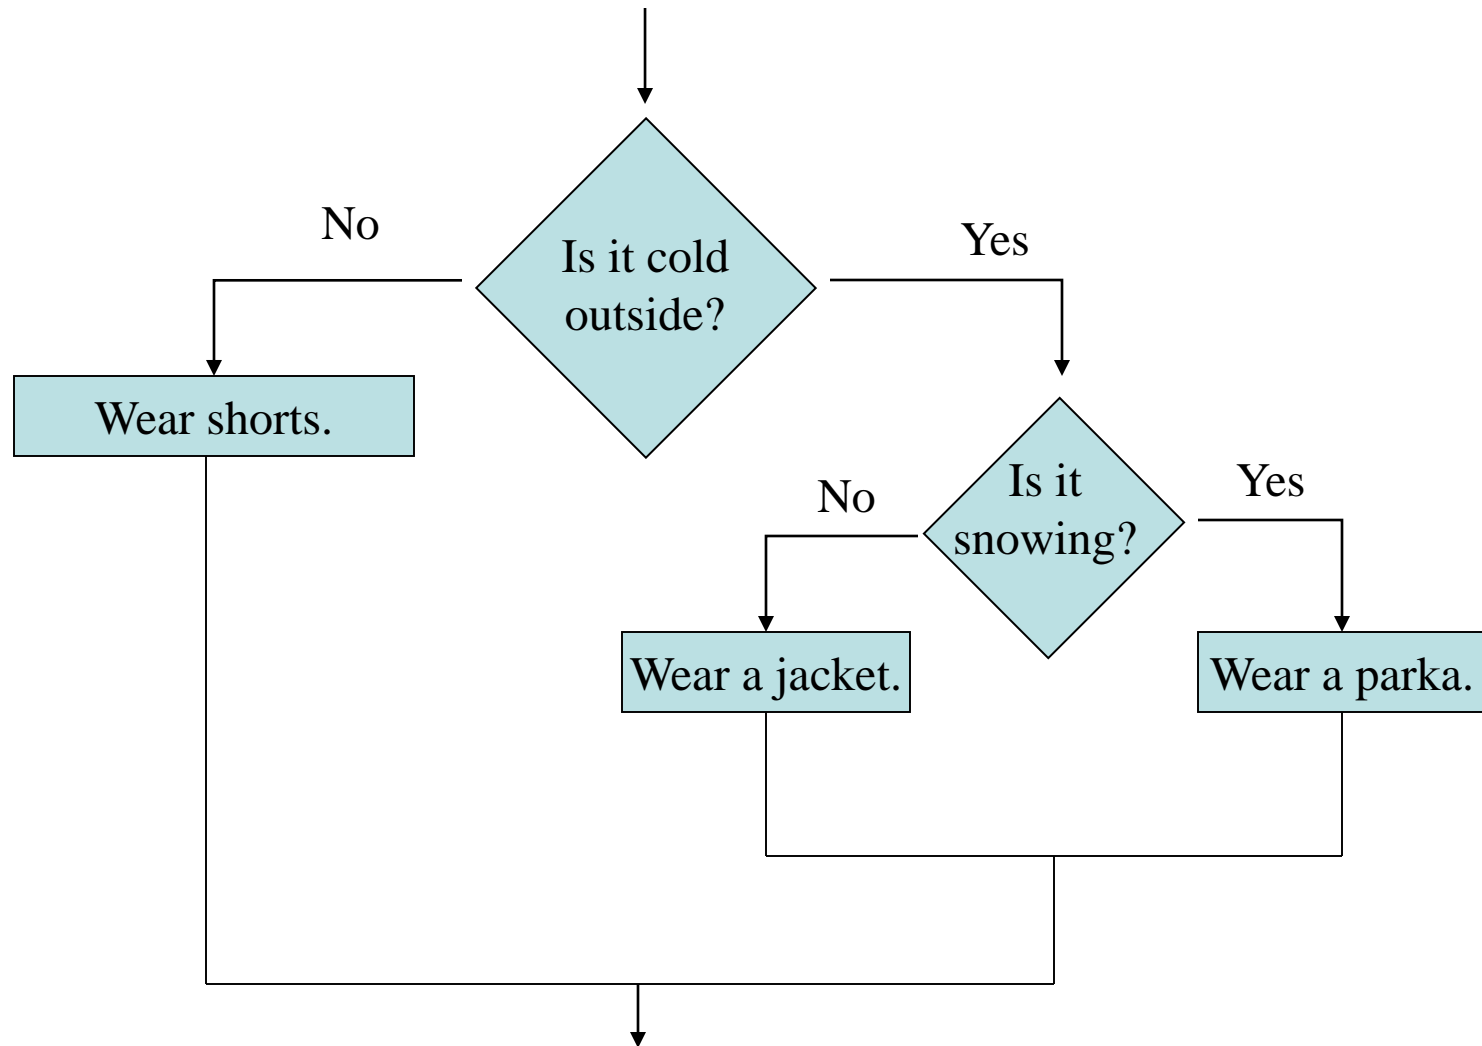 No
Yes
Is it cold
outside?
Wear shorts.
No
Is it
snowing?
Yes
Wear a jacket.
Wear a parka.